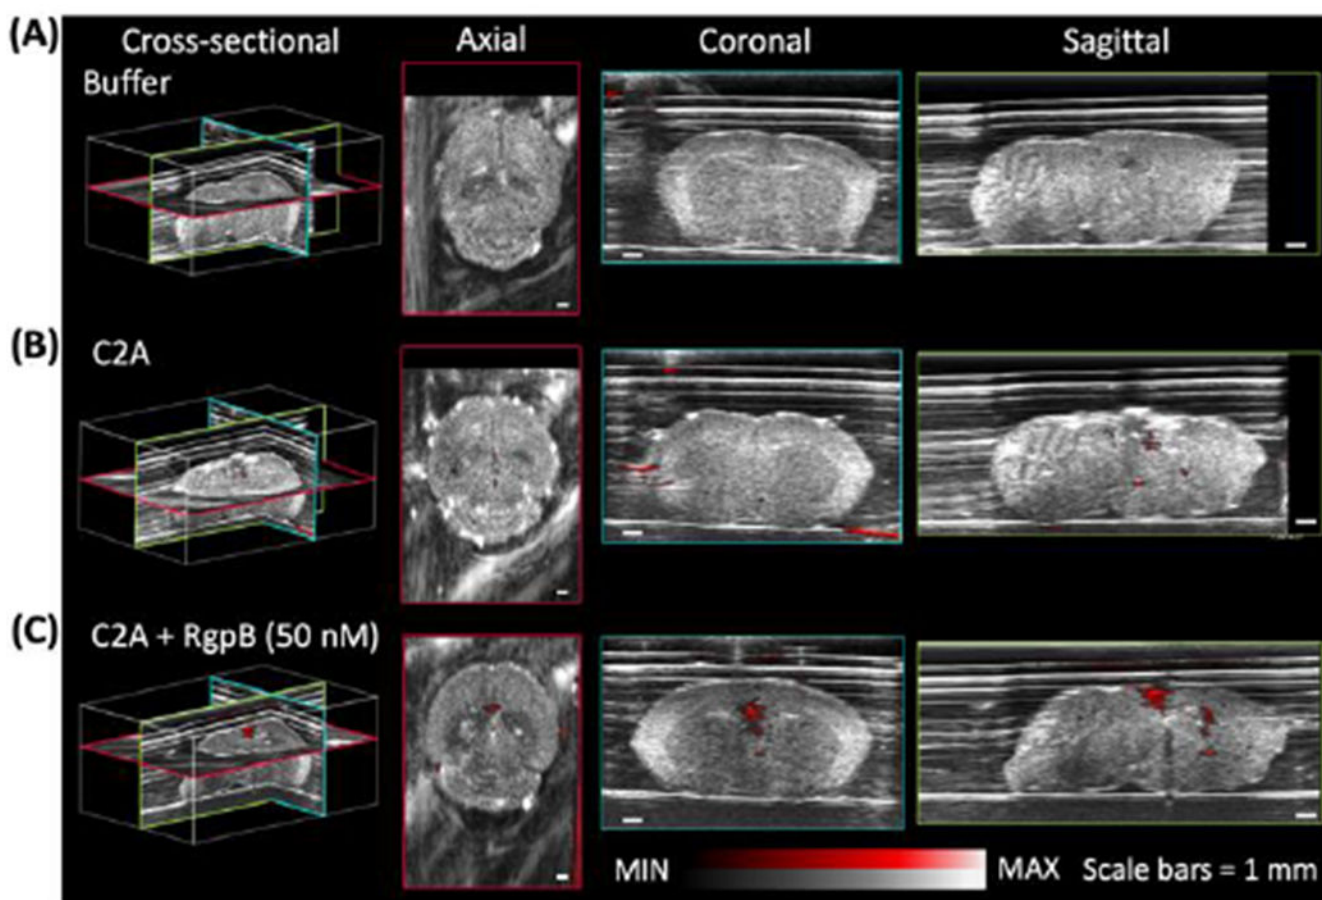 (A)
Cross-sectional Axial Coronal Sagittal
Buffer
(B)
C2A
(C)
C2A + RgpB (50 nM)
MIN MAX Scale bars = 1 mm